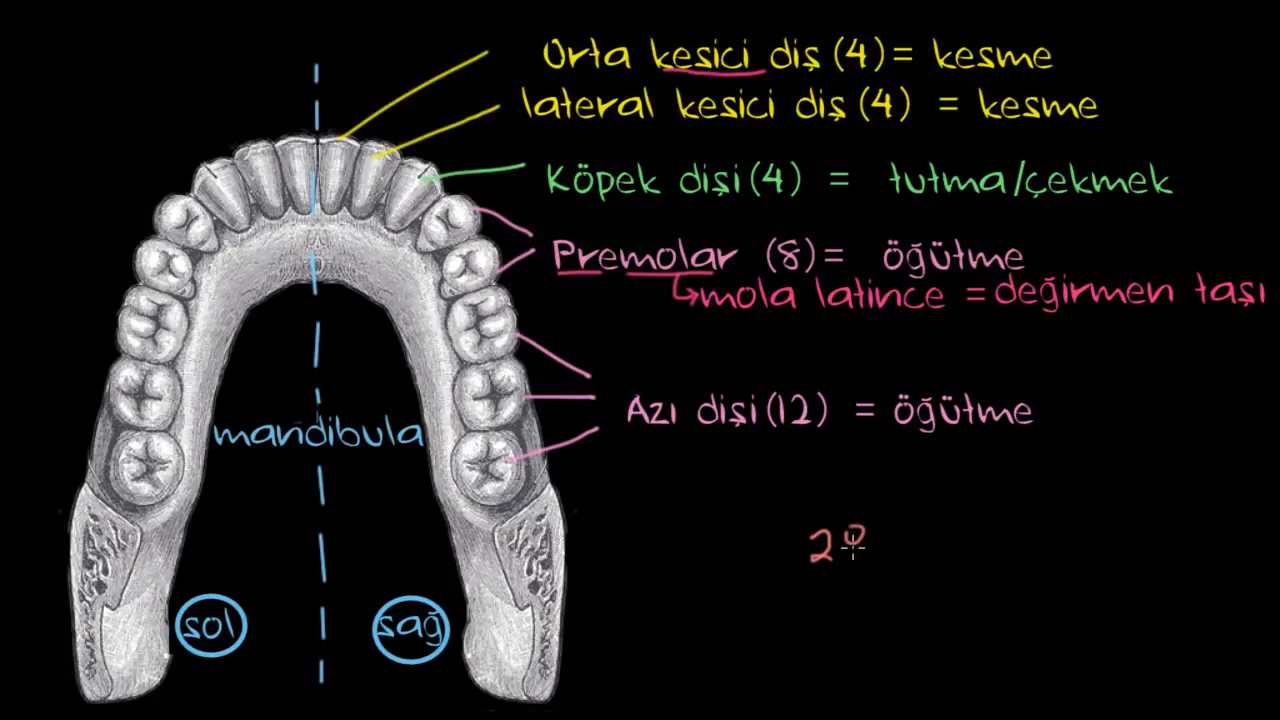 Orta kesici diş (4) = kesme
lateral kesici diş (4) = kesme
Köpek dişi (4) = tutma/çekmek
Premolar (8) = öğütme
mola latince = değirmen taşı
Azı dişi (12) = öğütme
mandibula
sol
sağ